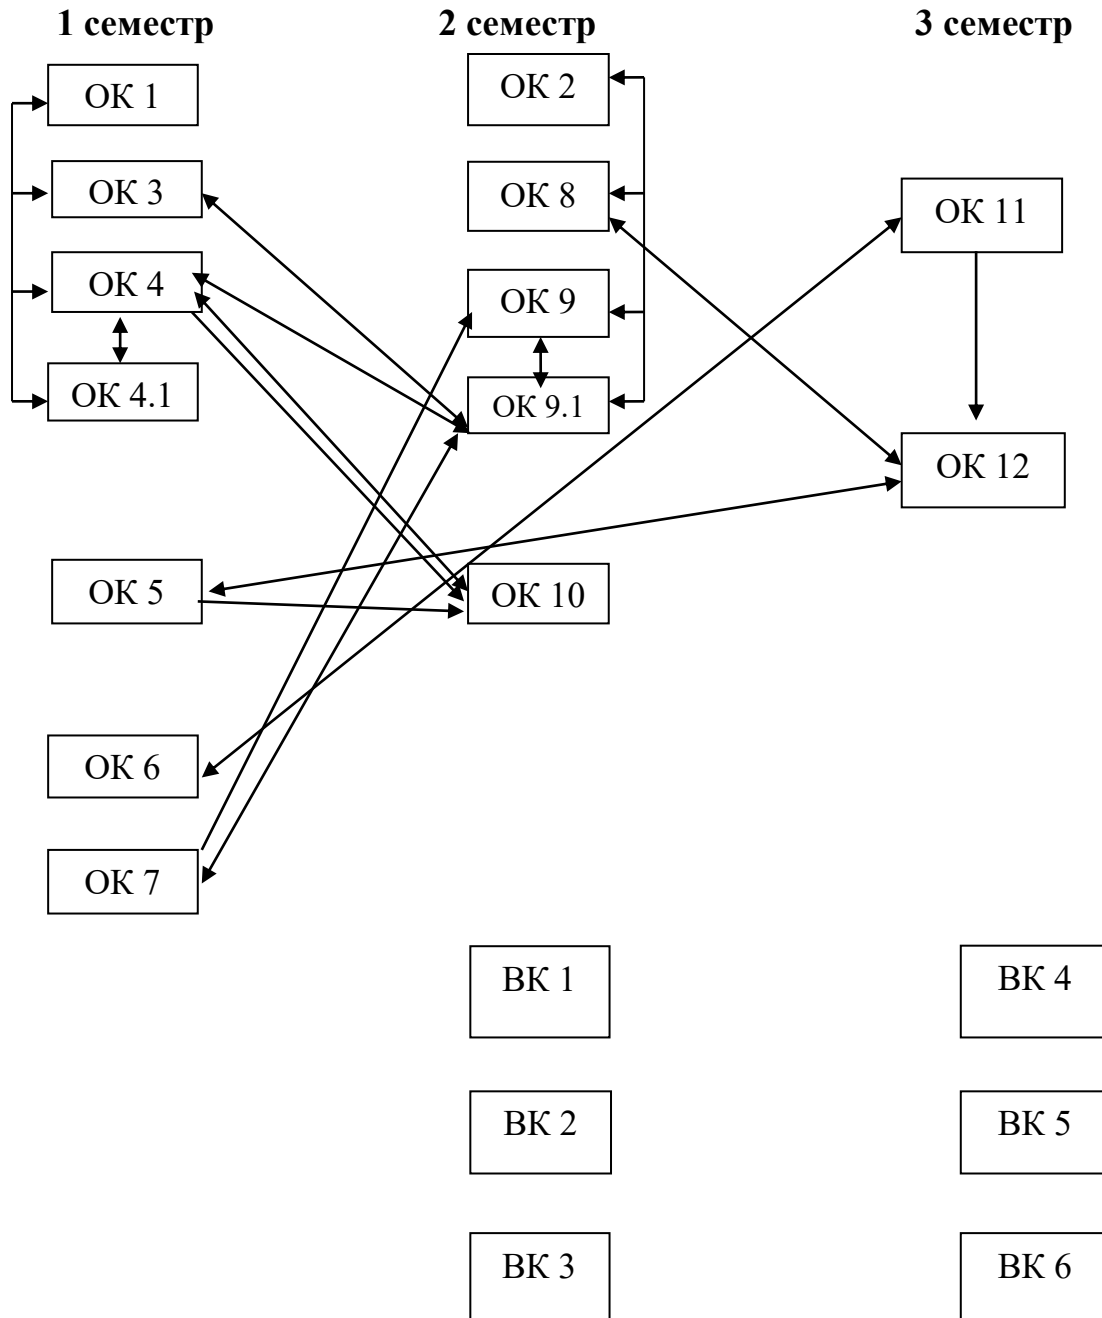 1 семестр 2 семестр 3 семестр
ОК 1
ОК 2
ОК 3
ОК 8
ОК 11
ОК 4
ОК 9
ОК 4.1
ОК 9.1
ОК 12
ОК 5
ОК 10
ОК 6
ОК 7
ВК 1
ВК 4
ВК 2
ВК 5
ВК 3
ВК 6